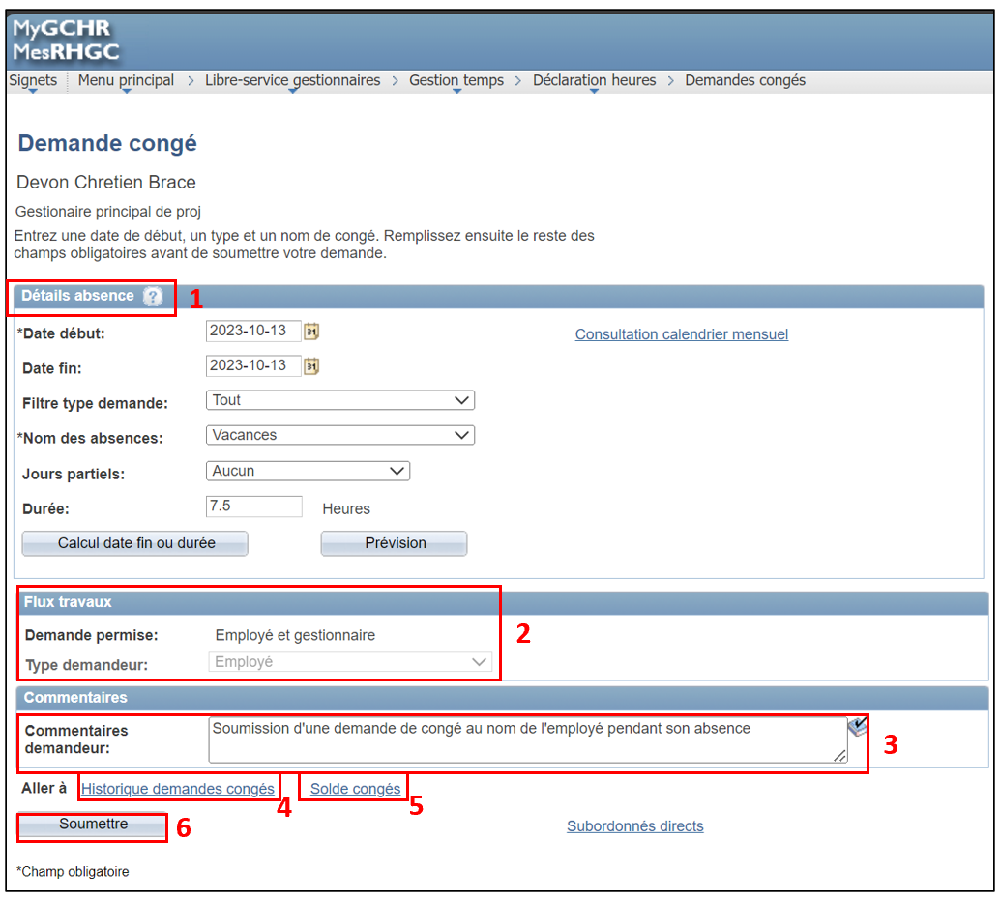 MyGCHR
MesRHGC
Signets Menu principal > Libre-service gestionnaires > Gestion temps > Déclaration heures > Demandes congés
Demande congé
Devon Chretien Brace
Gestionaire principal de proj
Entrez une date de début, un type et un nom de congé. Remplissez ensuite le reste des
champs obligatoires avant de soumettre votre demande.
Détails absence ? 1
*Date début: 2023-10-13 31 Consultation calendrier mensuel
Date fin: 2023-10-13 31
Filtre type demande: Tout
*Nom des absences: Vacances
Jours partiels: Aucun
Durée: 7.5 Heures
Calcul date fin ou durée Prévision
Flux travaux
Demande permise: Employé et gestionnaire 2
Type demandeur: Employé
Commentaires
Commentaires
demandeur: Soumission d'une demande de congé au nom de l'employé pendant son absence 3
Aller à Historique demandes congés 4 Solde congés 5
Soumettre 6 Subordonnés directs
*Champ obligatoire